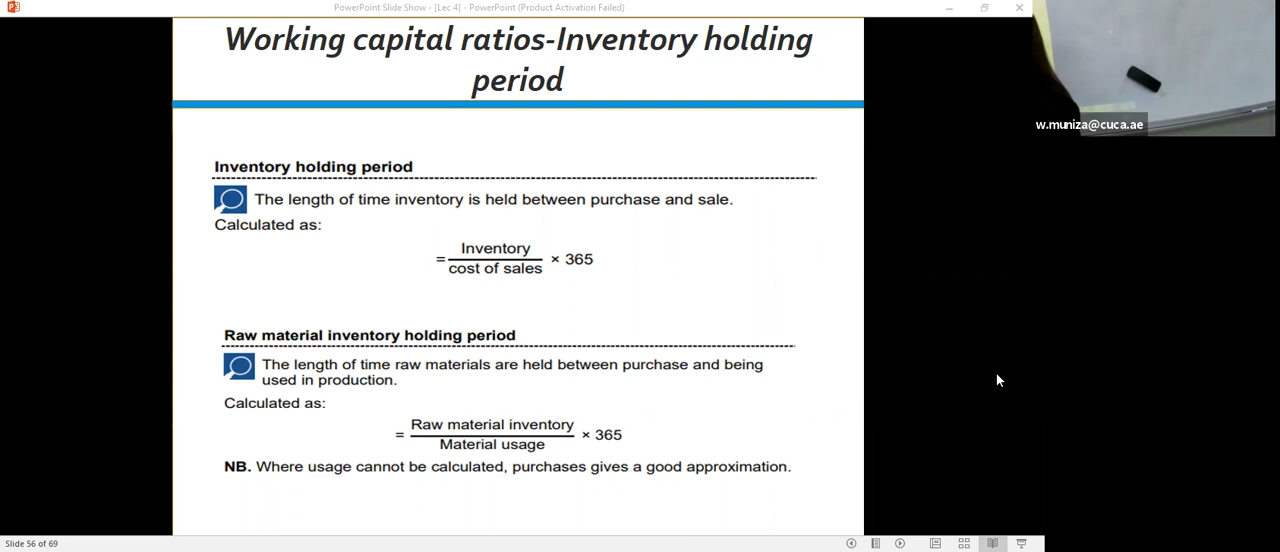 PowerPoint Slide Show - [Lec 4] - PowerPoint (Product Activation Failed)
Working capital ratios-Inventory holding
period
w.muniza@cuca.ae
Inventory holding period
The length of time inventory is held between purchase and sale.
Calculated as:
= Inventory
cost of sales × 365
Raw material inventory holding period
The length of time raw materials are held between purchase and being
used in production.
Calculated as:
= Raw material inventory
Material usage × 365
NB. Where usage cannot be calculated, purchases gives a good approximation.
Slide 56 of 69